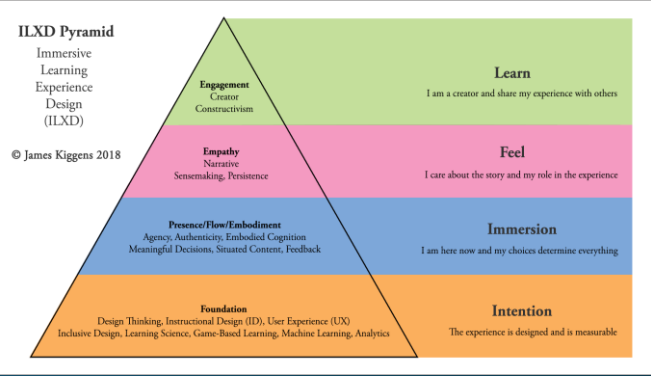 ILXD Pyramid
Immersive
Learning
Experience
Design
(ILXD)
© James Kiggens 2018
Engagement
Creator
Constructivism
Learn
I am a creator and share my experience with others
Empathy
Narrative
Sensemaking, Persistence
Feel
I care about the story and my role in the experience
Presence/Flow/Embodiment
Agency, Authenticity, Embodied Cognition
Meaningful Decisions, Situated Content, Feedback
Immersion
I am here now and my choices determine everything
Foundation
Design Thinking, Instructional Design (ID), User Experience (UX)
Inclusive Design, Learning Science, Game-Based Learning, Machine Learning, Analytics
Intention
The experience is designed and is measurable